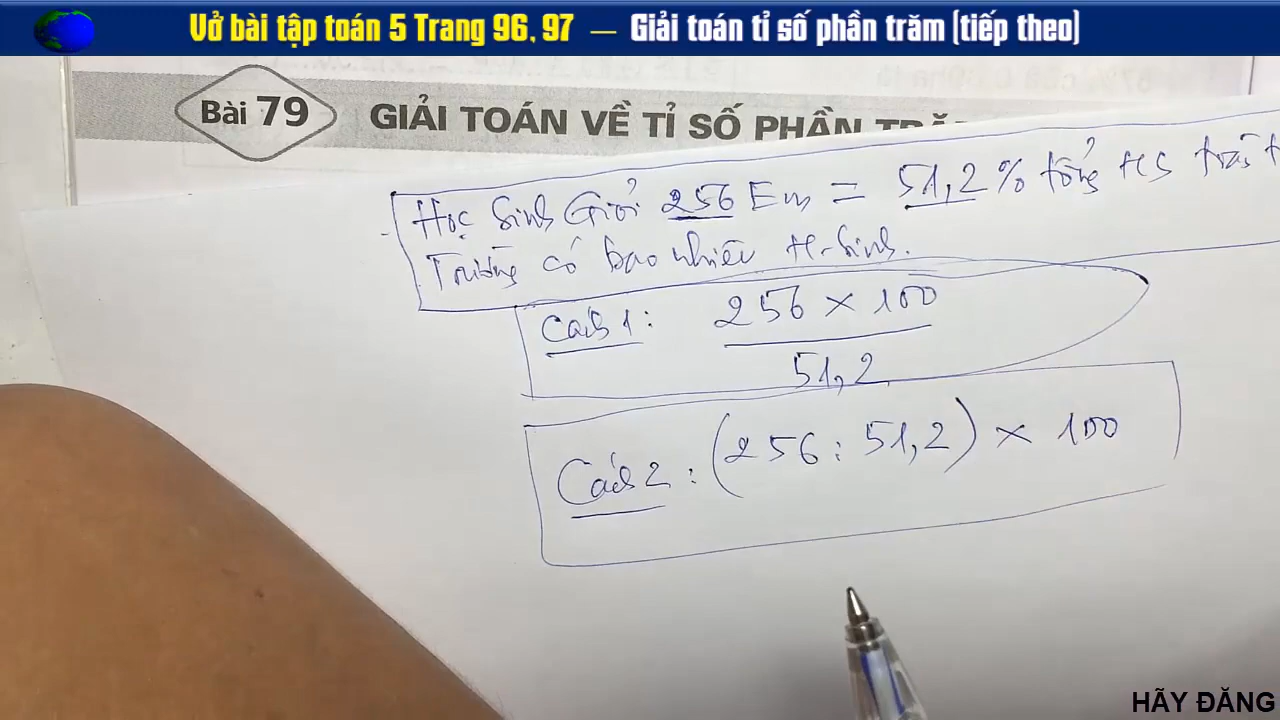 Vở bài tập toán 5 Trang 96, 97 — Giải toán tỉ số phần trăm (tiếp theo)
Bài 79
GIẢI TOÁN VỀ TỈ SỐ PHẦN TRĂ
Học Sinh Giỏi 256 Em = 51,2% tổng HS
Trường có bao nhiêu H-Sinh.
Cách 1: 256 × 100
51,2
Cách 2: (256 : 51,2) × 100
HÃY ĐĂNG